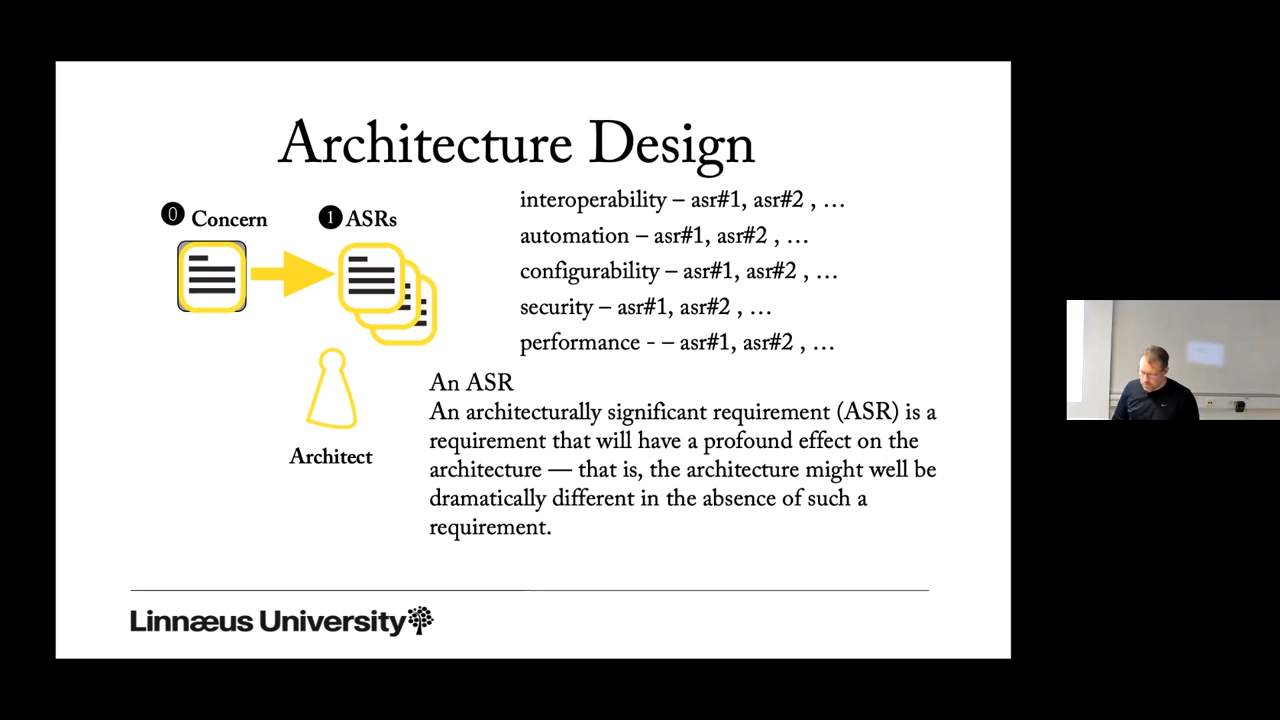 Architecture Design
0 Concern
1 ASRs
interoperability – asr#1, asr#2 , …
automation – asr#1, asr#2 , …
configurability – asr#1, asr#2 , …
security – asr#1, asr#2 , …
performance - – asr#1, asr#2 , …
Architect
An ASR
An architecturally significant requirement (ASR) is a
requirement that will have a profound effect on the
architecture — that is, the architecture might well be
dramatically different in the absence of such a
requirement.
Linnæus University